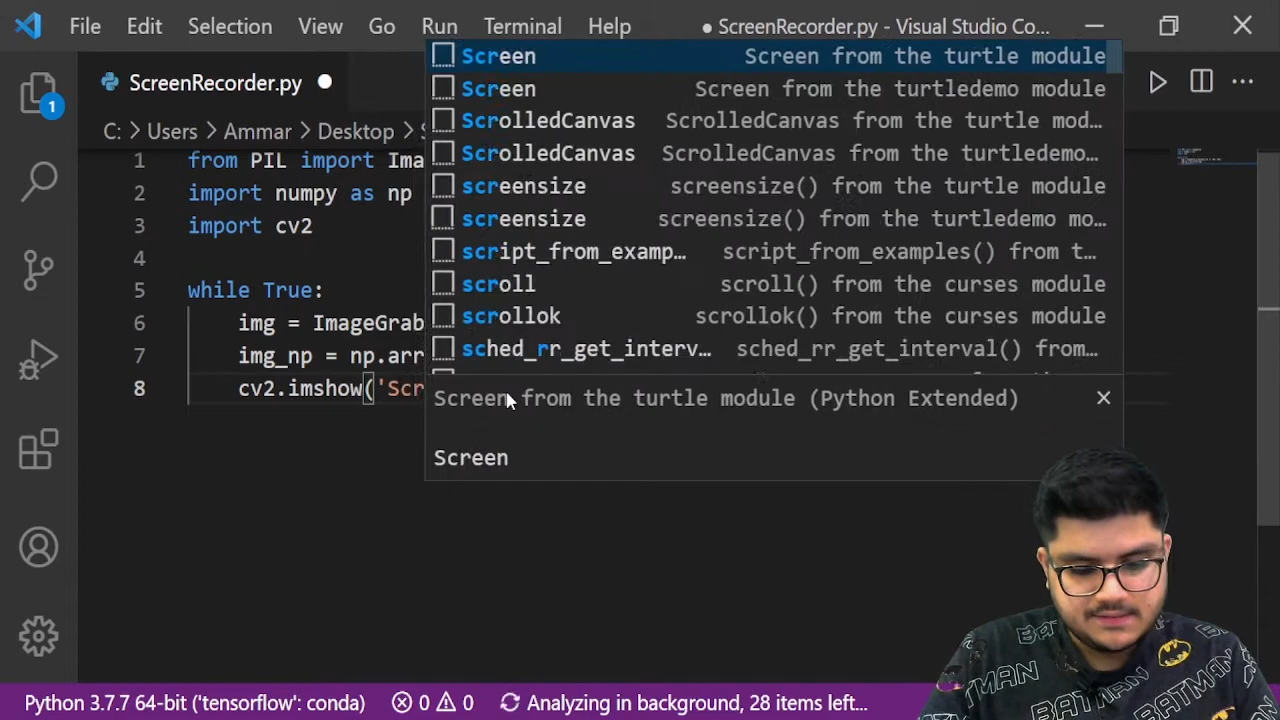 File Edit Selection View Go Run Terminal Help ● ScreenRecorder.py - Visual Studio Co...
1
ScreenRecorder.py
C: > Users > Ammar > Desktop >
1 from PIL import Ima
2 import numpy as np
3 import cv2
4
5 while True:
6 img = ImageGrab
7 img_np = np.arr
8 cv2.imshow('Scr
Screen Screen from the turtle module
Screen Screen from the turtledemo module
ScrolledCanvas ScrolledCanvas from the turtle mod...
ScrolledCanvas ScrolledCanvas from the turtledemo...
screensize screensize() from the turtle module
screensize screensize() from the turtledemo mo...
script_from_examp... script_from_examples() from t...
scroll scroll() from the curses module
scrollok scrollok() from the curses module
sched_rr_get_interv... sched_rr_get_interval() from...
Screen from the turtle module (Python Extended)
Screen
BATMAN
BATMAN
BATMAN
Python 3.7.7 64-bit ('tensorflow': conda) 0 0 Analyzing in background, 28 items left...